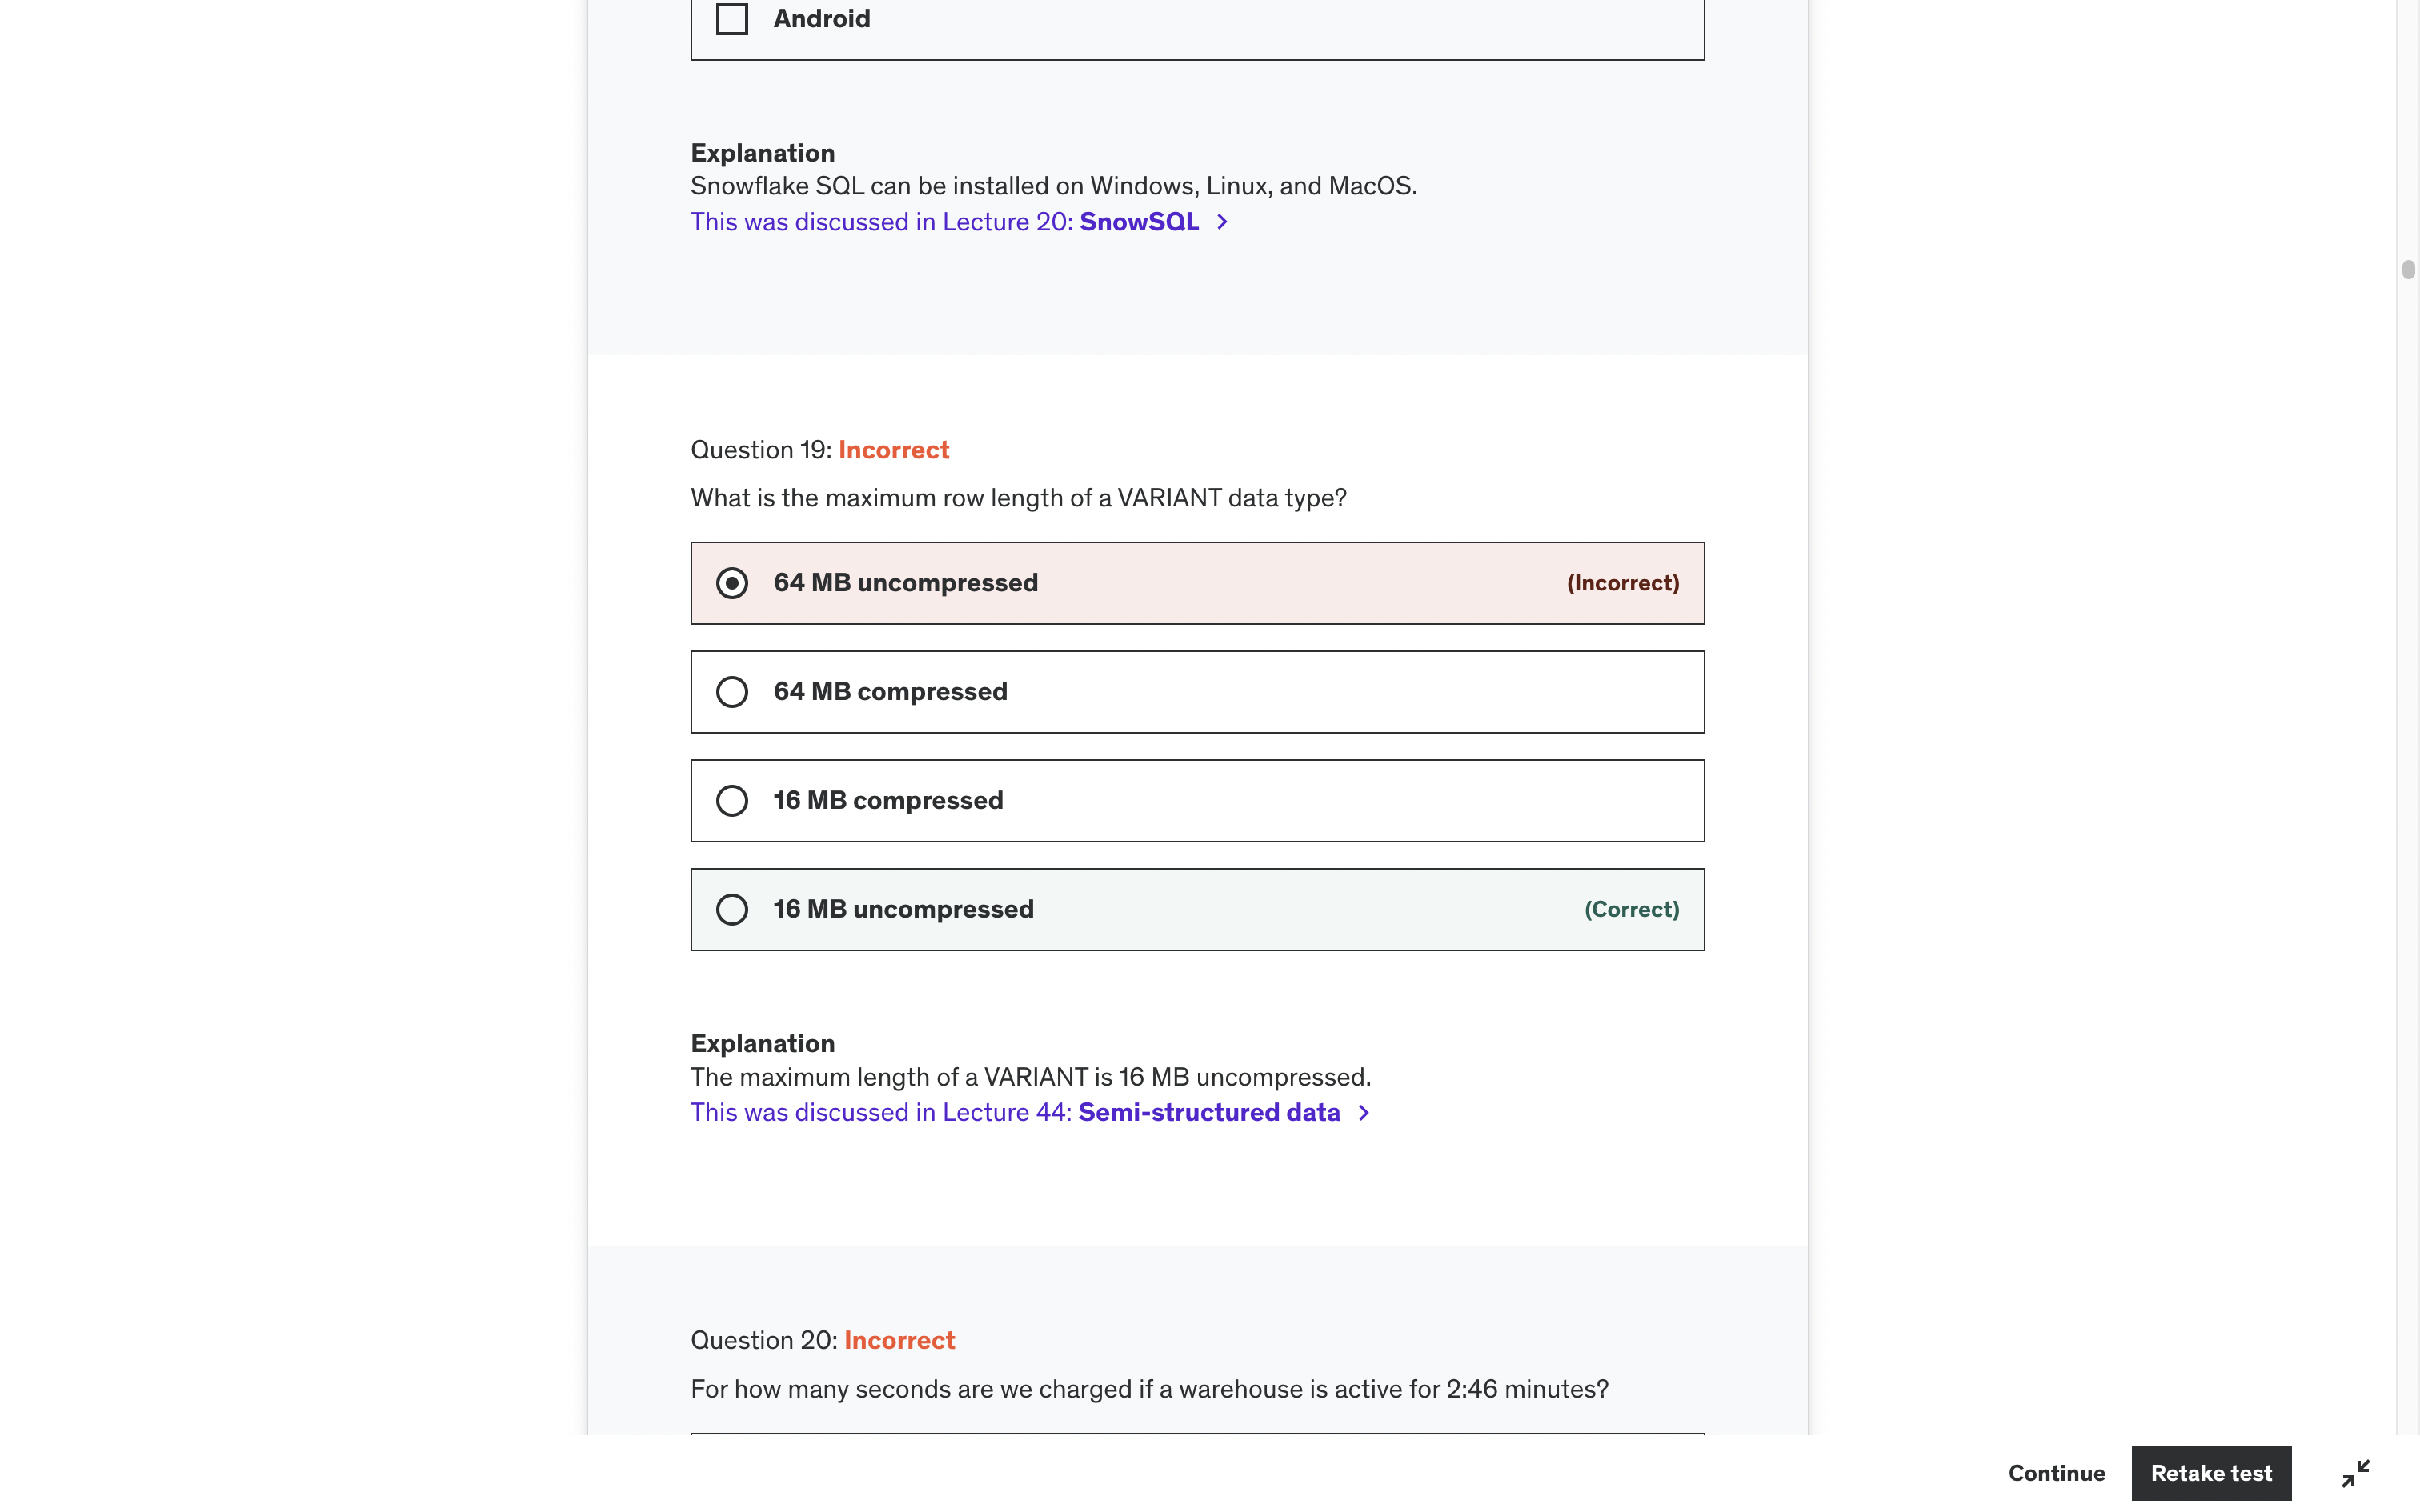 Android
Explanation
Snowflake SQL can be installed on Windows, Linux, and MacOS.
This was discussed in Lecture 20: SnowSQL >
Question 19: Incorrect
What is the maximum row length of a VARIANT data type?
64 MB uncompressed (Incorrect)
64 MB compressed
16 MB compressed
16 MB uncompressed (Correct)
Explanation
The maximum length of a VARIANT is 16 MB uncompressed.
This was discussed in Lecture 44: Semi-structured data >
Question 20: Incorrect
For how many seconds are we charged if a warehouse is active for 2:46 minutes?
Continue Retake test